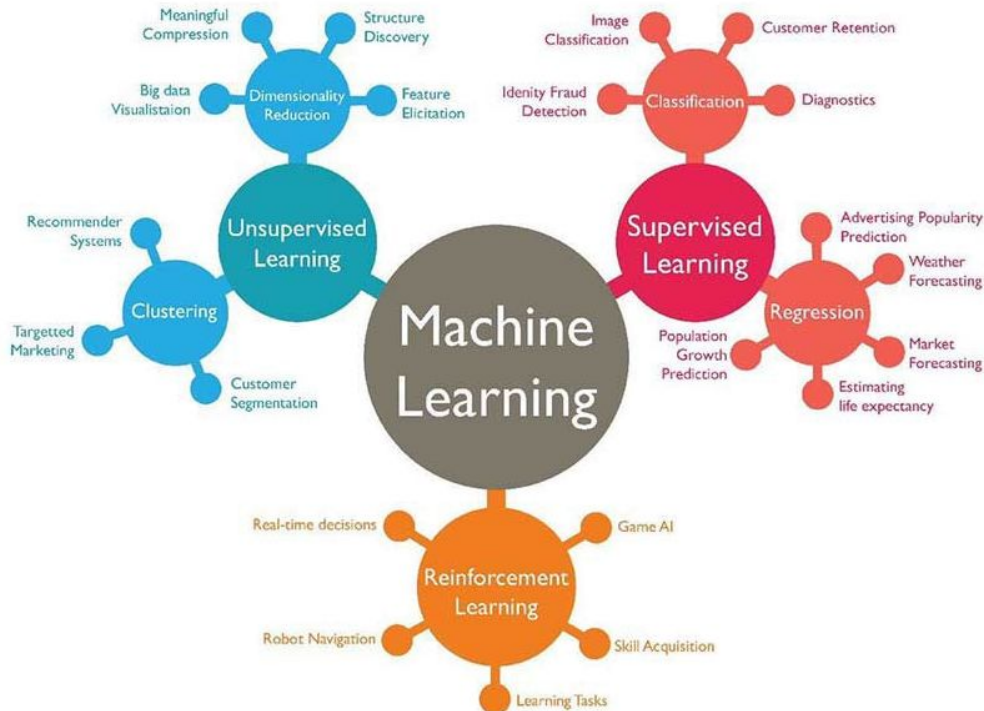 Meaningful
Compression
Structure
Discovery
Big data
Visualistaion
Dimensionality
Reduction
Feature
Elicitation
Image
Classification
Customer Retention
Idenity Fraud
Detection
Classification
Diagnostics
Recommender
Systems
Unsupervised
Learning
Clustering
Targetted
Marketing
Customer
Segmentation
Machine
Learning
Supervised
Learning
Advertising Popularity
Prediction
Weather
Forecasting
Regression
Population
Growth
Prediction
Market
Forecasting
Estimating
life expectancy
Real-time decisions
Game AI
Reinforcement
Learning
Robot Navigation
Skill Acquisition
Learning Tasks